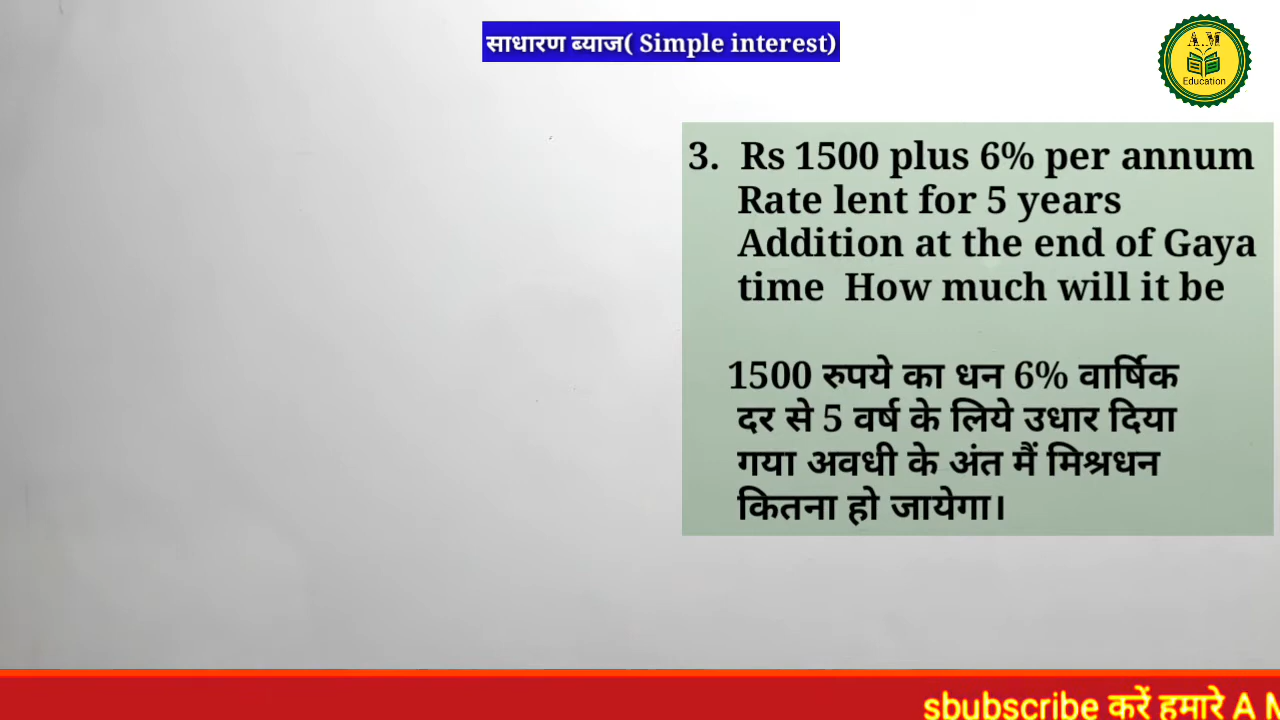 साधारण ब्याज( Simple interest)
A.M
Education
3. Rs 1500 plus 6% per annum
Rate lent for 5 years
Addition at the end of Gaya
time How much will it be
1500 रुपये का धन 6% वार्षिक
दर से 5 वर्ष के लिये उधार दिया
गया अवधी के अंत मैं मिश्रधन
कितना हो जायेगा।
sbubscribe करें हमारे A M